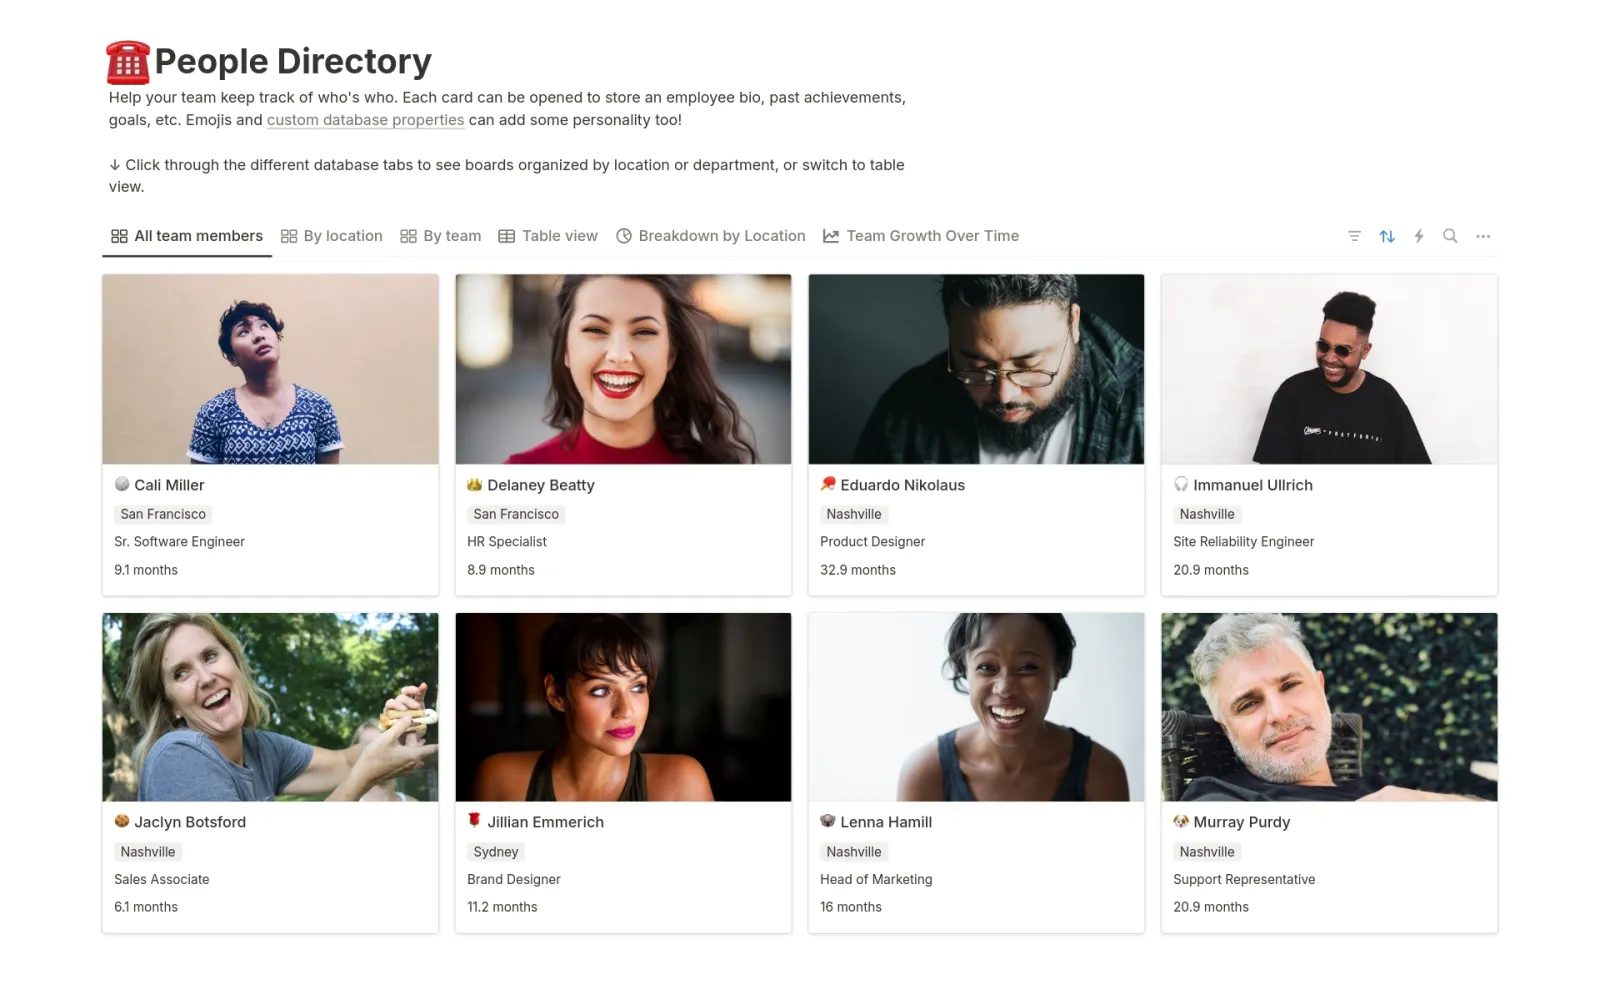 People Directory
Help your team keep track of who's who. Each card can be opened to store an employee bio, past achievements,
goals, etc. Emojis and custom database properties can add some personality too!
↓ Click through the different database tabs to see boards organized by location or department, or switch to table
view.
All team members By location By team Table view Breakdown by Location Team Growth Over Time
Cali Miller
San Francisco
Sr. Software Engineer
9.1 months
Delaney Beatty
San Francisco
HR Specialist
8.9 months
Eduardo Nikolaus
Nashville
Product Designer
32.9 months
Immanuel Ullrich
Nashville
Site Reliability Engineer
20.9 months
Jaclyn Botsford
Nashville
Sales Associate
6.1 months
Jillian Emmerich
Sydney
Brand Designer
11.2 months
Lenna Hamill
Nashville
Head of Marketing
16 months
Murray Purdy
Nashville
Support Representative
20.9 months